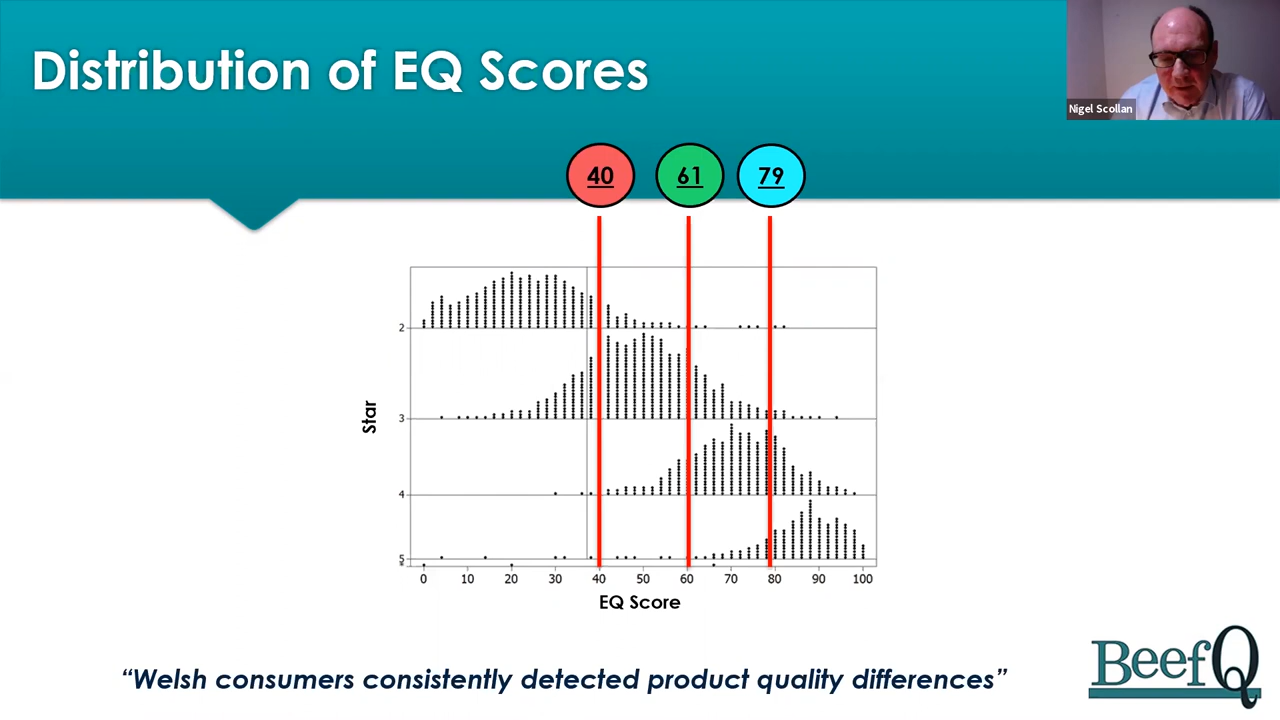 Distribution of EQ Scores
Nigel Scollan
40 61 79
2
3
Star
4
5
0 10 20 30 40 50 60 70 80 90 100
EQ Score
“Welsh consumers consistently detected product quality differences”
BeefQ